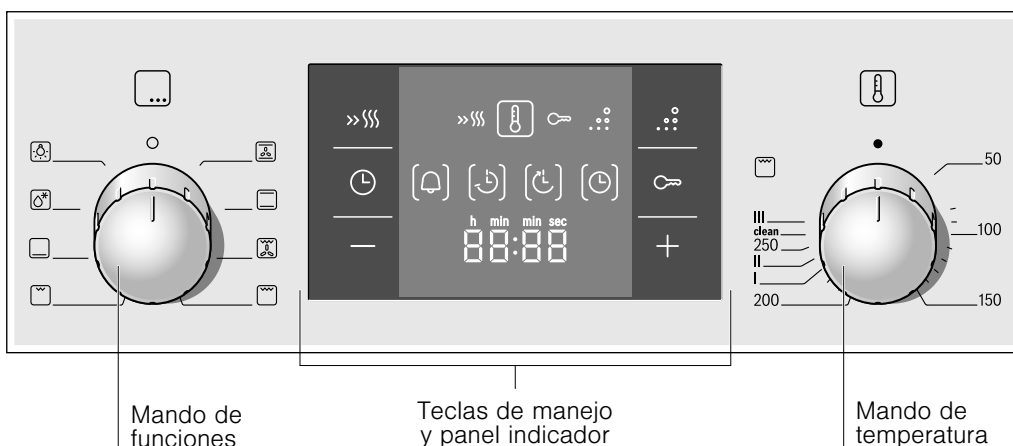 h min min sec
88:88
50
100
150
III
clean
250
II
I
200
Mando de
funciones
Teclas de manejo
y panel indicador
Mando de
temperatura